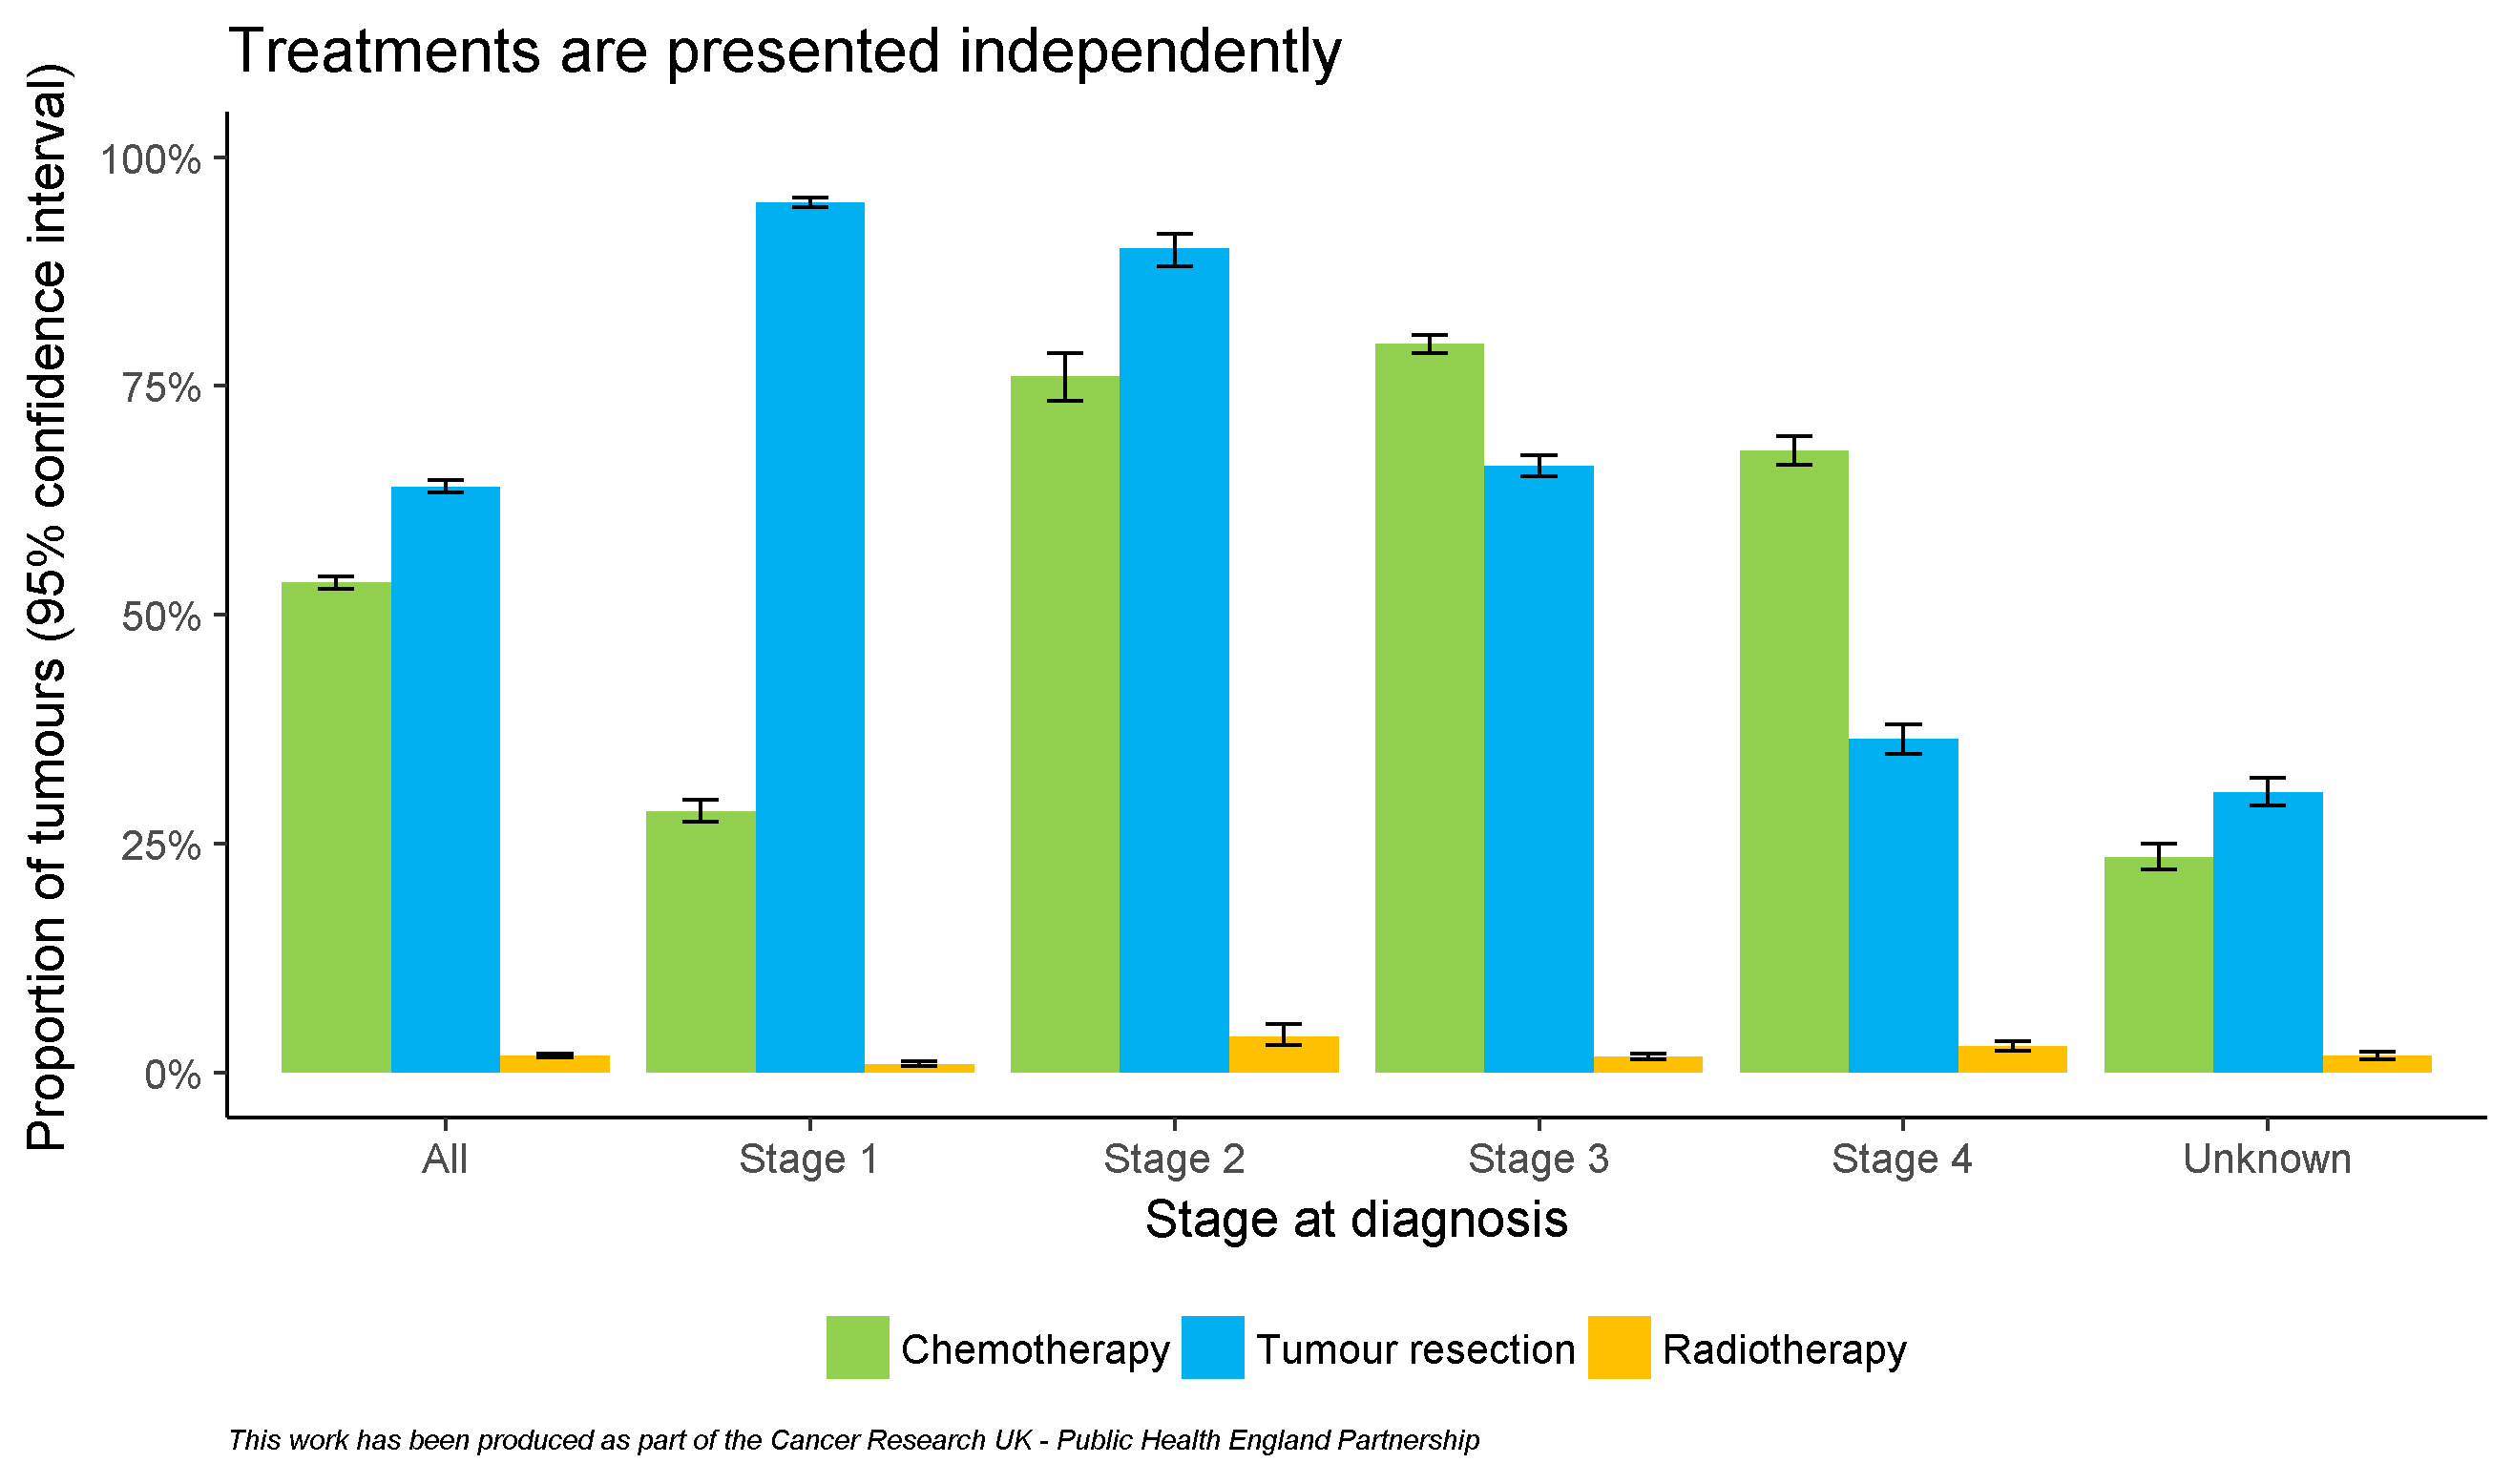 Treatments are presented independently
Proportion of tumours (95% confidence interval)
100%
75%
50%
25%
0%
All
Stage 1
Stage 2
Stage 3
Stage 4
Unknown
Stage at diagnosis
Chemotherapy
Tumour resection
Radiotherapy
This work has been produced as part of the Cancer Research UK - Public Health England Partnership